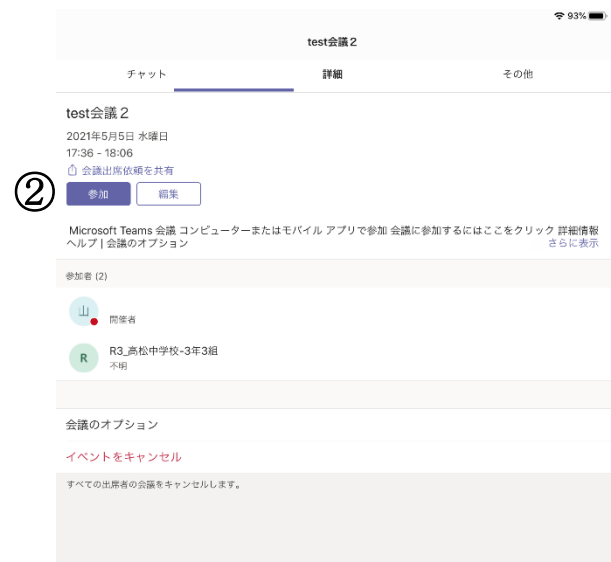 93%
test会議２
チャット 詳細 その他
test会議２
2021年5月5日 水曜日
17:36 - 18:06
会議出席依頼を共有
② 参加 編集
Microsoft Teams 会議 コンピューターまたはモバイル アプリで参加 会議に参加するにはここをクリック 詳細情報
ヘルプ | 会議のオプション さらに表示
参加者 (2)
山
開催者
R R3_高松中学校-3年3組
不明
会議のオプション
イベントをキャンセル
すべての出席者の会議をキャンセルします。